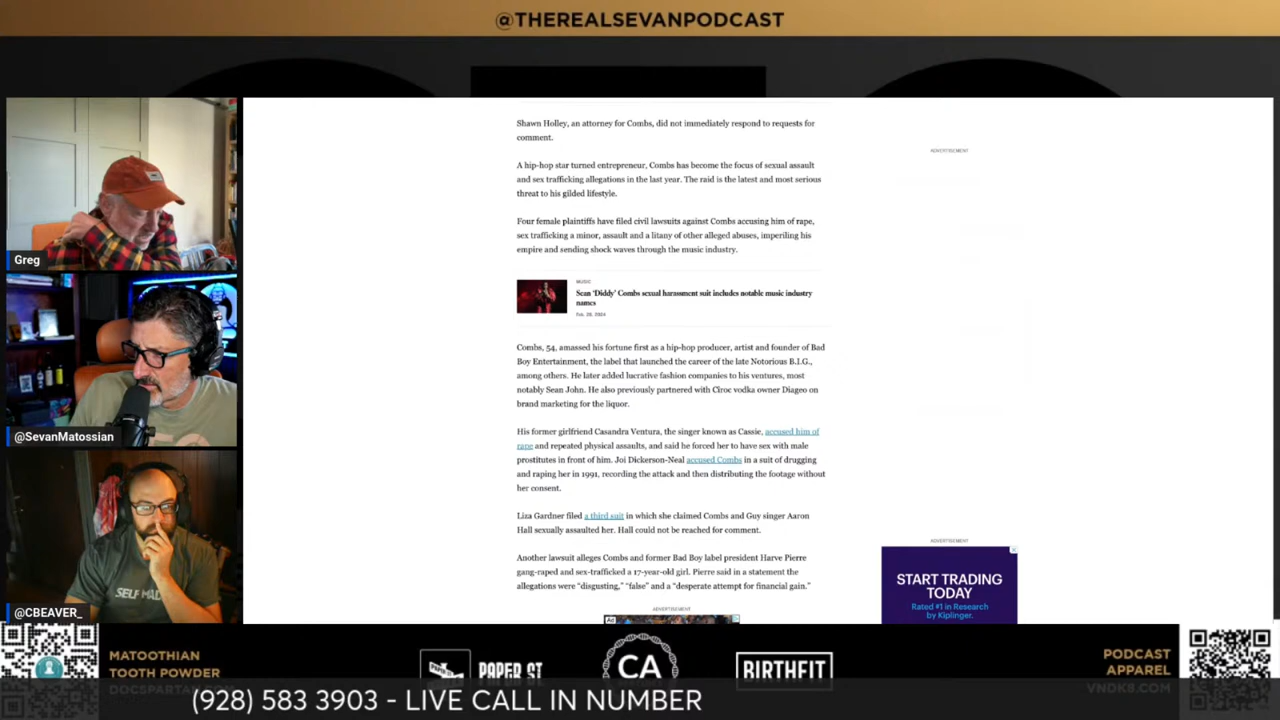 @THEREALSEVANPODCAST
Greg
@SevanMatossian
SELF MADE
@CBEAVER_
Shawn Holley, an attorney for Combs, did not immediately respond to requests for
comment.
A hip-hop star turned entrepreneur, Combs has become the focus of sexual assault
and sex trafficking allegations in the last year. The raid is the latest and most serious
threat to his gilded lifestyle.
Four female plaintiffs have filed civil lawsuits against Combs accusing him of rape,
sex trafficking a minor, assault and a litany of other alleged abuses, imperiling his
empire and sending shock waves through the music industry.
MUSIC
Sean ‘Diddy’ Combs sexual harassment suit includes notable music industry
names
Feb. 28, 2024
Combs, 54, amassed his fortune first as a hip-hop producer, artist and founder of Bad
Boy Entertainment, the label that launched the career of the late Notorious B.I.G.,
among others. He later added lucrative fashion companies to his ventures, most
notably Sean John. He also previously partnered with Cîroc vodka owner Diageo on
brand marketing for the liquor.
His former girlfriend Casandra Ventura, the singer known as Cassie, accused him of
rape and repeated physical assaults, and said he forced her to have sex with male
prostitutes in front of him. Joi Dickerson-Neal accused Combs in a suit of drugging
and raping her in 1991, recording the attack and then distributing the footage without
her consent.
Liza Gardner filed a third suit in which she claimed Combs and Guy singer Aaron
Hall sexually assaulted her. Hall could not be reached for comment.
Another lawsuit alleges Combs and former Bad Boy label president Harve Pierre
gang-raped and sex-trafficked a 17-year-old girl. Pierre said in a statement the
allegations were “disgusting,” “false” and a “desperate attempt for financial gain.”
ADVERTISEMENT
Ad
ADVERTISEMENT
ADVERTISEMENT
START TRADING
TODAY
Rated #1 in Research
by Kiplinger.
MATOOTHIAN
TOOTH POWDER
PAPER ST
CA
BIRTHFIT
PODCAST
APPAREL
VNDK8.COM
(928) 583 3903 - LIVE CALL IN NUMBER